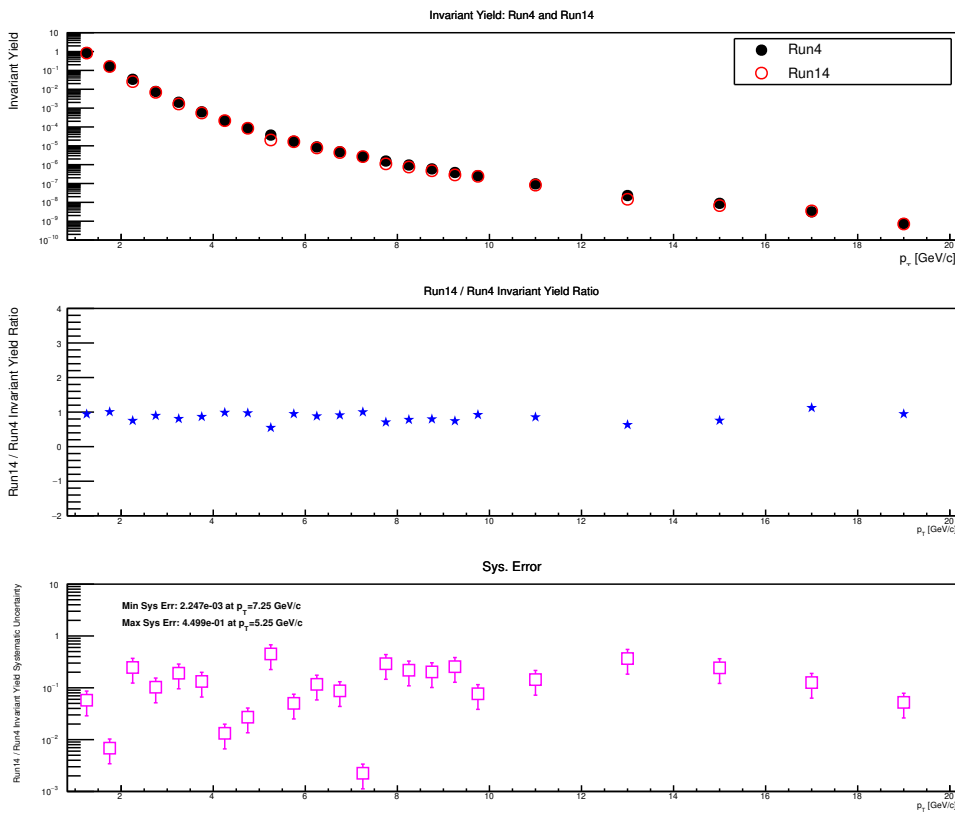 Invariant Yield: Run4 and Run14
Invariant Yield
10
1
10⁻¹
10⁻²
10⁻³
10⁻⁴
10⁻⁵
10⁻⁶
10⁻⁷
10⁻⁸
10⁻⁹
10⁻¹⁰
Run4
Run14
2 4 6 8 10 12 14 16 18 20
p_T [GeV/c]
Run14 / Run4 Invariant Yield Ratio
Run14 / Run4 Invariant Yield Ratio
4
3
2
1
0
−1
−2
2 4 6 8 10 12 14 16 18 20
p_T [GeV/c]
Sys. Error
Run14 / Run4 Invariant Yield Systematic Uncertainty
10
1
10⁻¹
10⁻²
10⁻³
Min Sys Err: 2.247e-03 at p_T=7.25 GeV/c
Max Sys Err: 4.499e-01 at p_T=5.25 GeV/c
2 4 6 8 10 12 14 16 18 20
p_T [GeV/c]